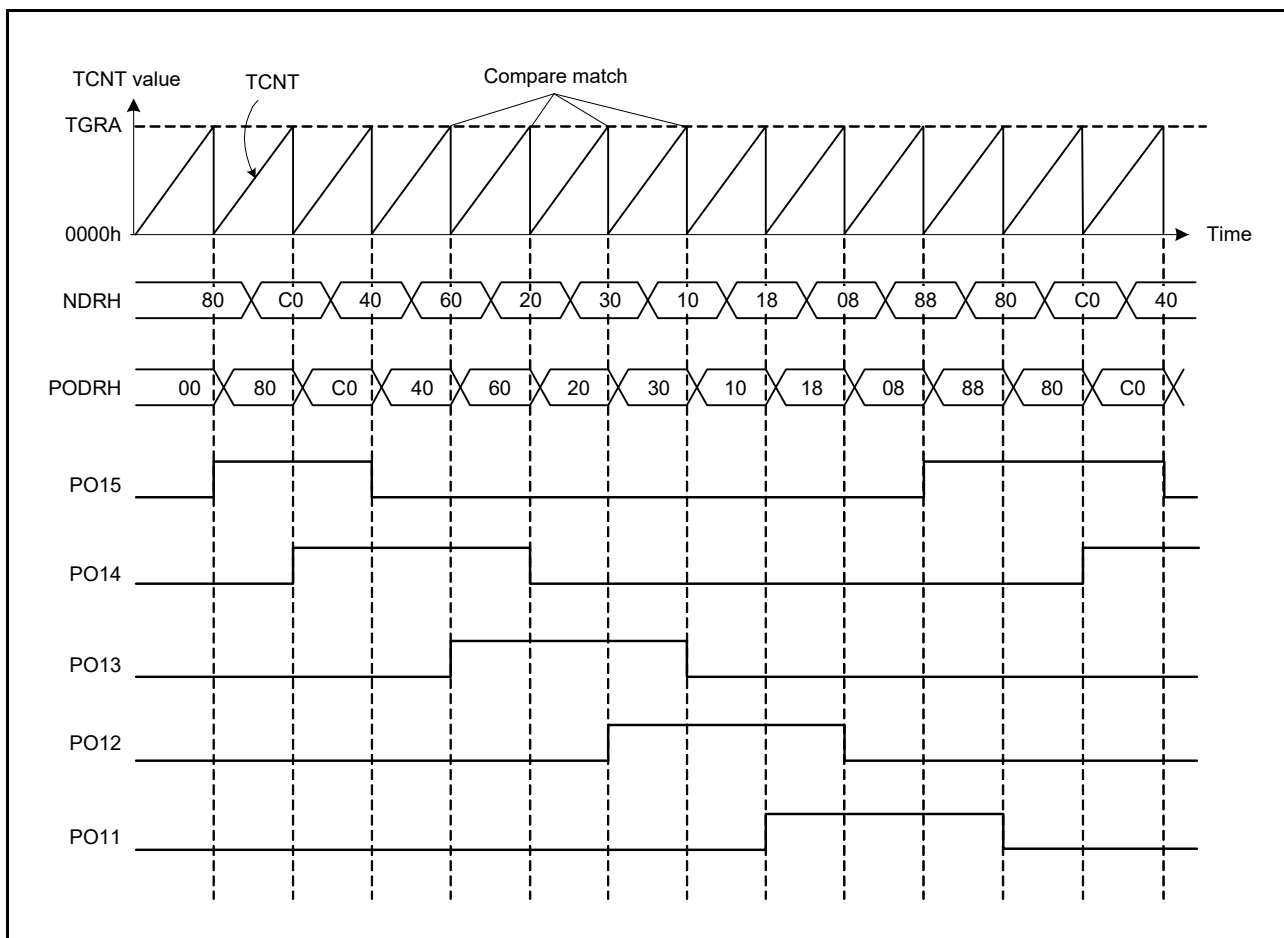 TCNT value TCNT Compare match
TGRA
0000h Time
NDRH 80 C0 40 60 20 30 10 18 08 88 80 C0 40
PODRH 00 80 C0 40 60 20 30 10 18 08 88 80 C0
PO15
PO14
PO13
PO12
PO11